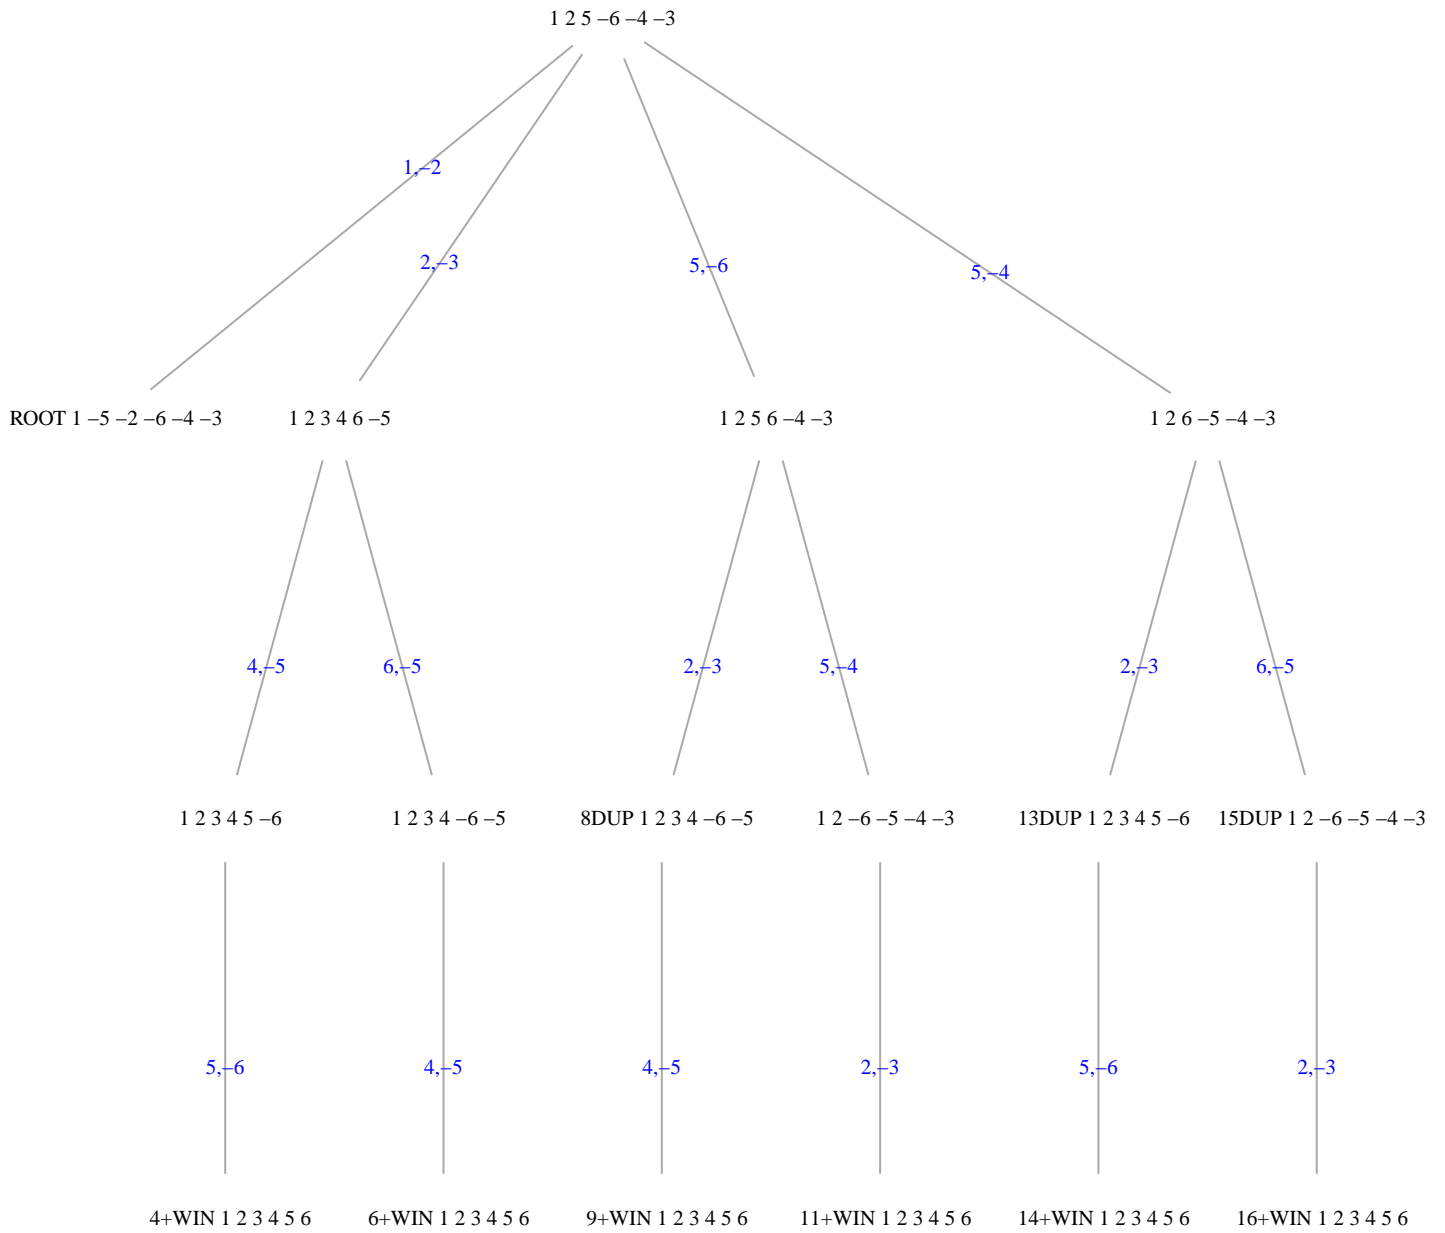 1 2 5 –6 –4 –3
1,–2
2,–3
5,–6
5,–4
ROOT 1 –5 –2 –6 –4 –3
1 2 3 4 6 –5
1 2 5 6 –4 –3
1 2 6 –5 –4 –3
4,–5
6,–5
2,–3
5,–4
2,–3
6,–5
1 2 3 4 5 –6
1 2 3 4 –6 –5
8DUP 1 2 3 4 –6 –5
1 2 –6 –5 –4 –3
13DUP 1 2 3 4 5 –6
15DUP 1 2 –6 –5 –4 –3
5,–6
4,–5
4,–5
2,–3
5,–6
2,–3
4+WIN 1 2 3 4 5 6
6+WIN 1 2 3 4 5 6
9+WIN 1 2 3 4 5 6
11+WIN 1 2 3 4 5 6
14+WIN 1 2 3 4 5 6
16+WIN 1 2 3 4 5 6